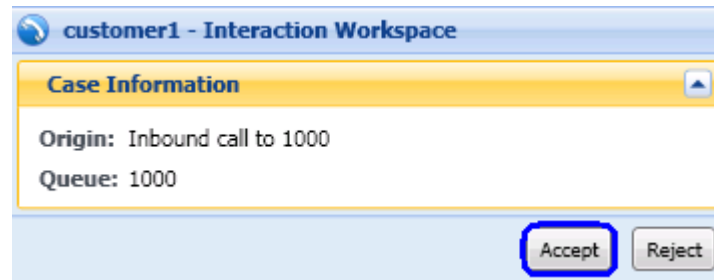 customer1 - Interaction Workspace
Case Information
Origin: Inbound call to 1000
Queue: 1000
Accept Reject